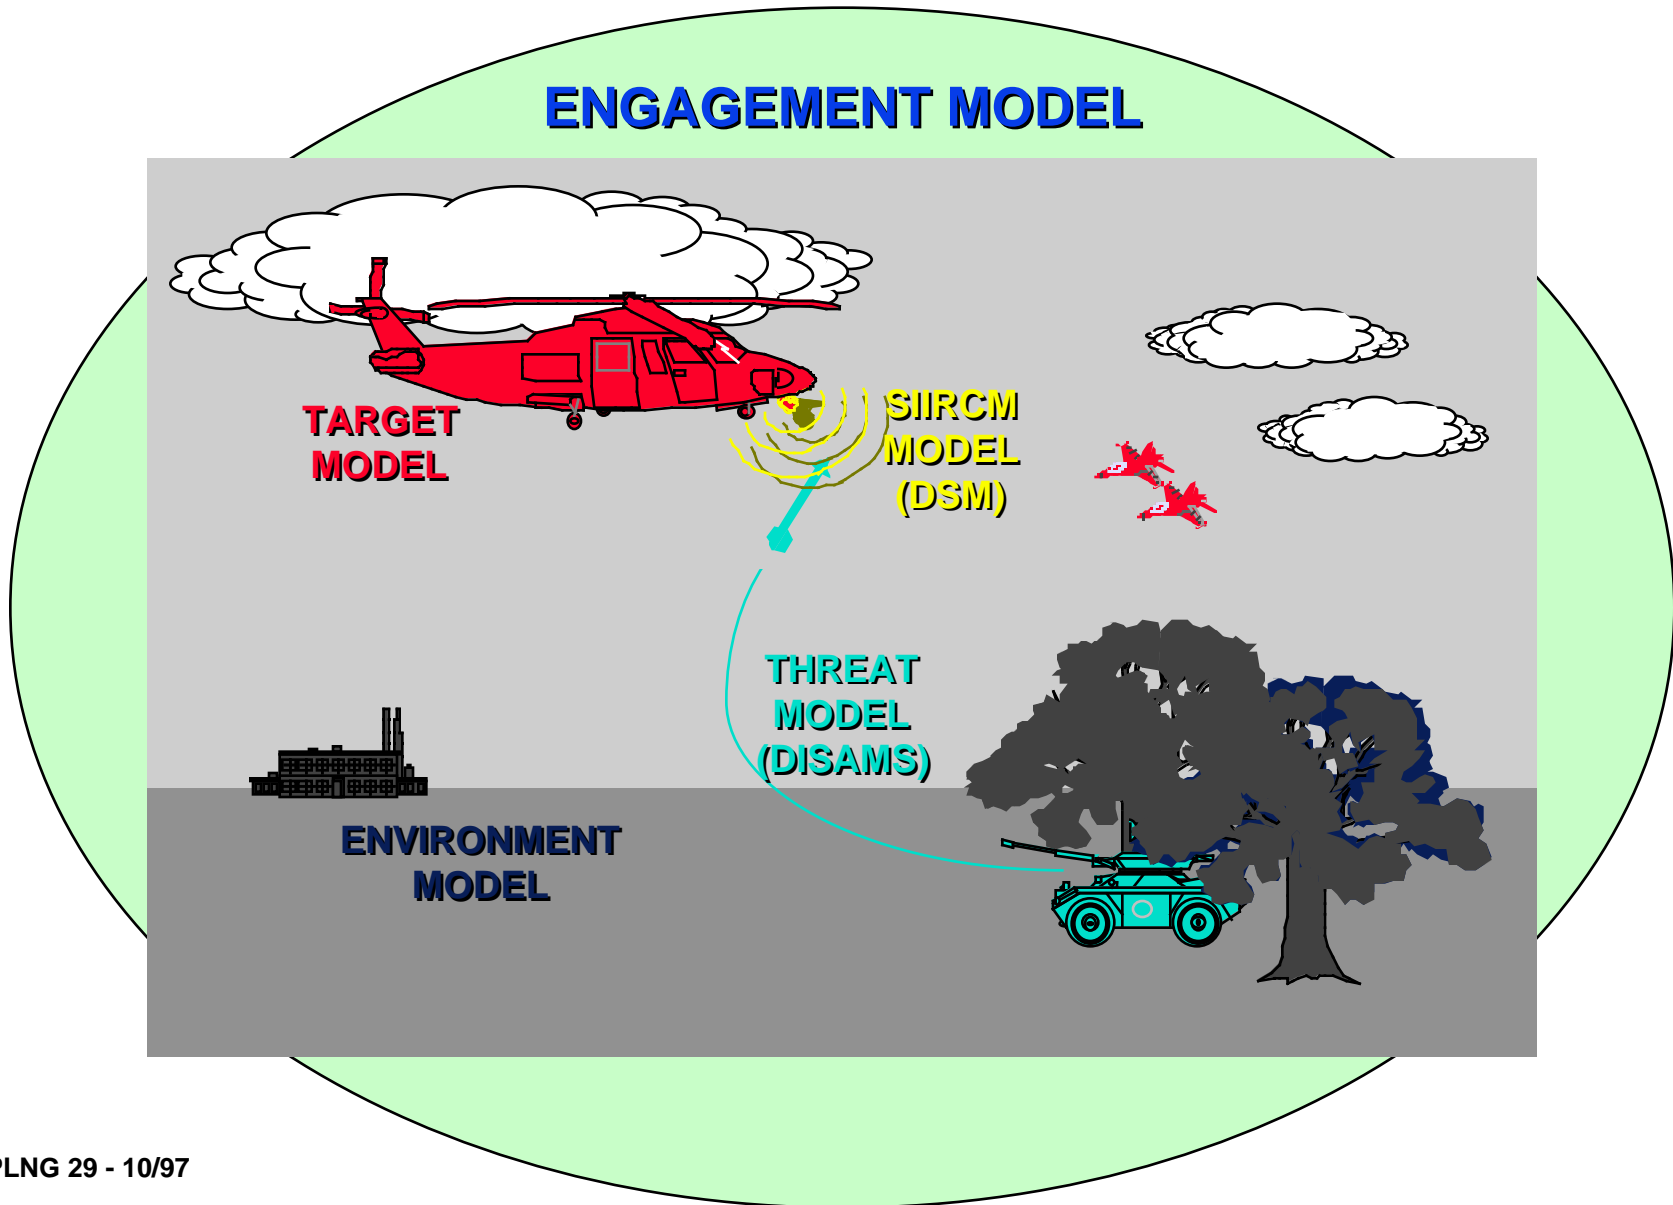 ENGAGEMENT MODEL
TARGET
MODEL
SIIRCM
MODEL
(DSM)
THREAT
MODEL
(DISAMS)
ENVIRONMENT
MODEL
PLNG 29 - 10/97